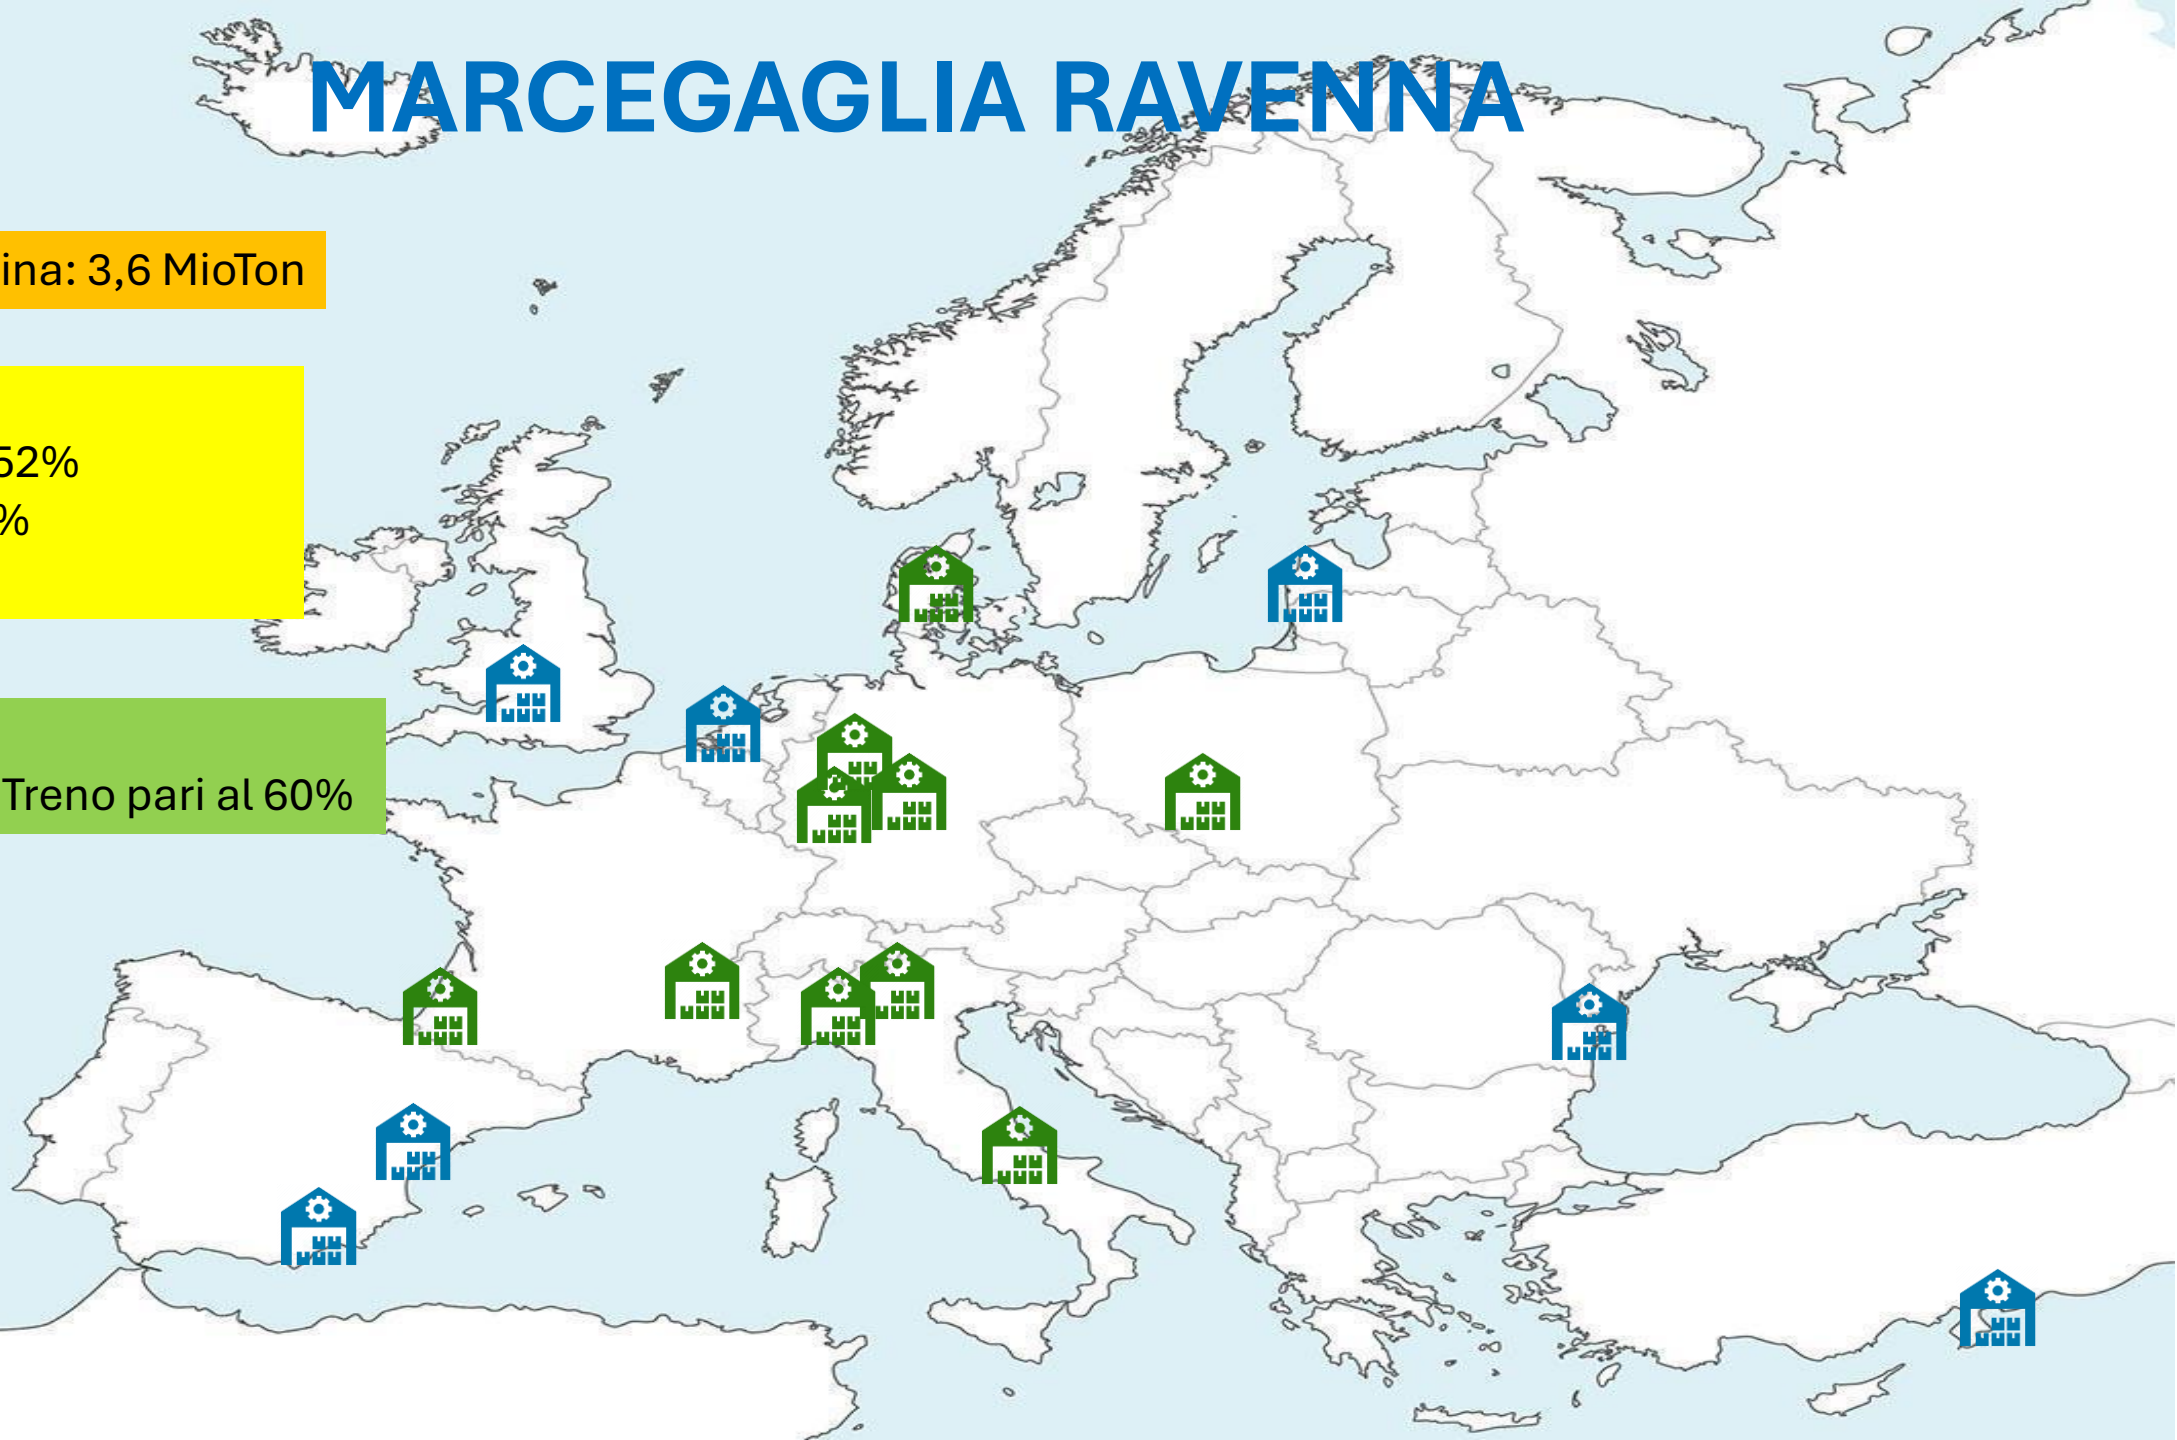 MARCEGAGLIA RAVENNA
ina: 3,6 MioTon
52%
%
Treno pari al 60%